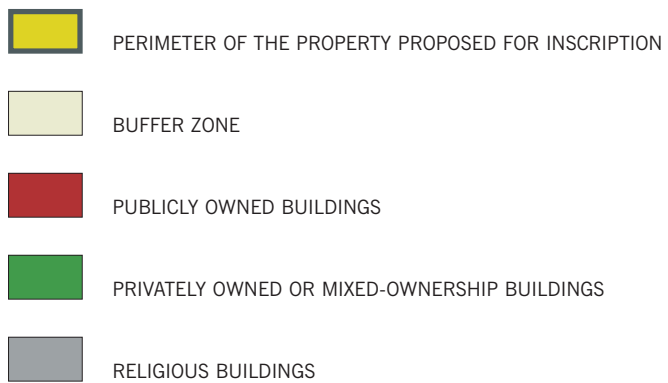 PERIMETER OF THE PROPERTY PROPOSED FOR INSCRIPTION
BUFFER ZONE
PUBLICLY OWNED BUILDINGS
PRIVATELY OWNED OR MIXED-OWNERSHIP BUILDINGS
RELIGIOUS BUILDINGS